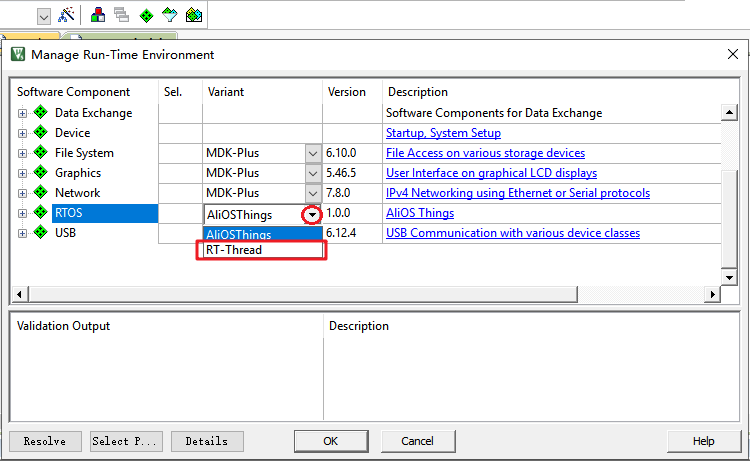 Manage Run-Time Environment
Software Component Sel. Variant Version Description
Data Exchange Software Components for Data Exchange
Device Startup, System Setup
File System MDK-Plus 6.10.0 File Access on various storage devices
Graphics MDK-Plus 5.46.5 User Interface on graphical LCD displays
Network MDK-Plus 7.8.0 IPv4 Networking using Ethernet or Serial protocols
RTOS AliOSThings 1.0.0 AliOS Things
USB AliOSThings 6.12.4 USB Communication with various device classes
RT-Thread
Validation Output Description
Resolve Select P... Details OK Cancel Help